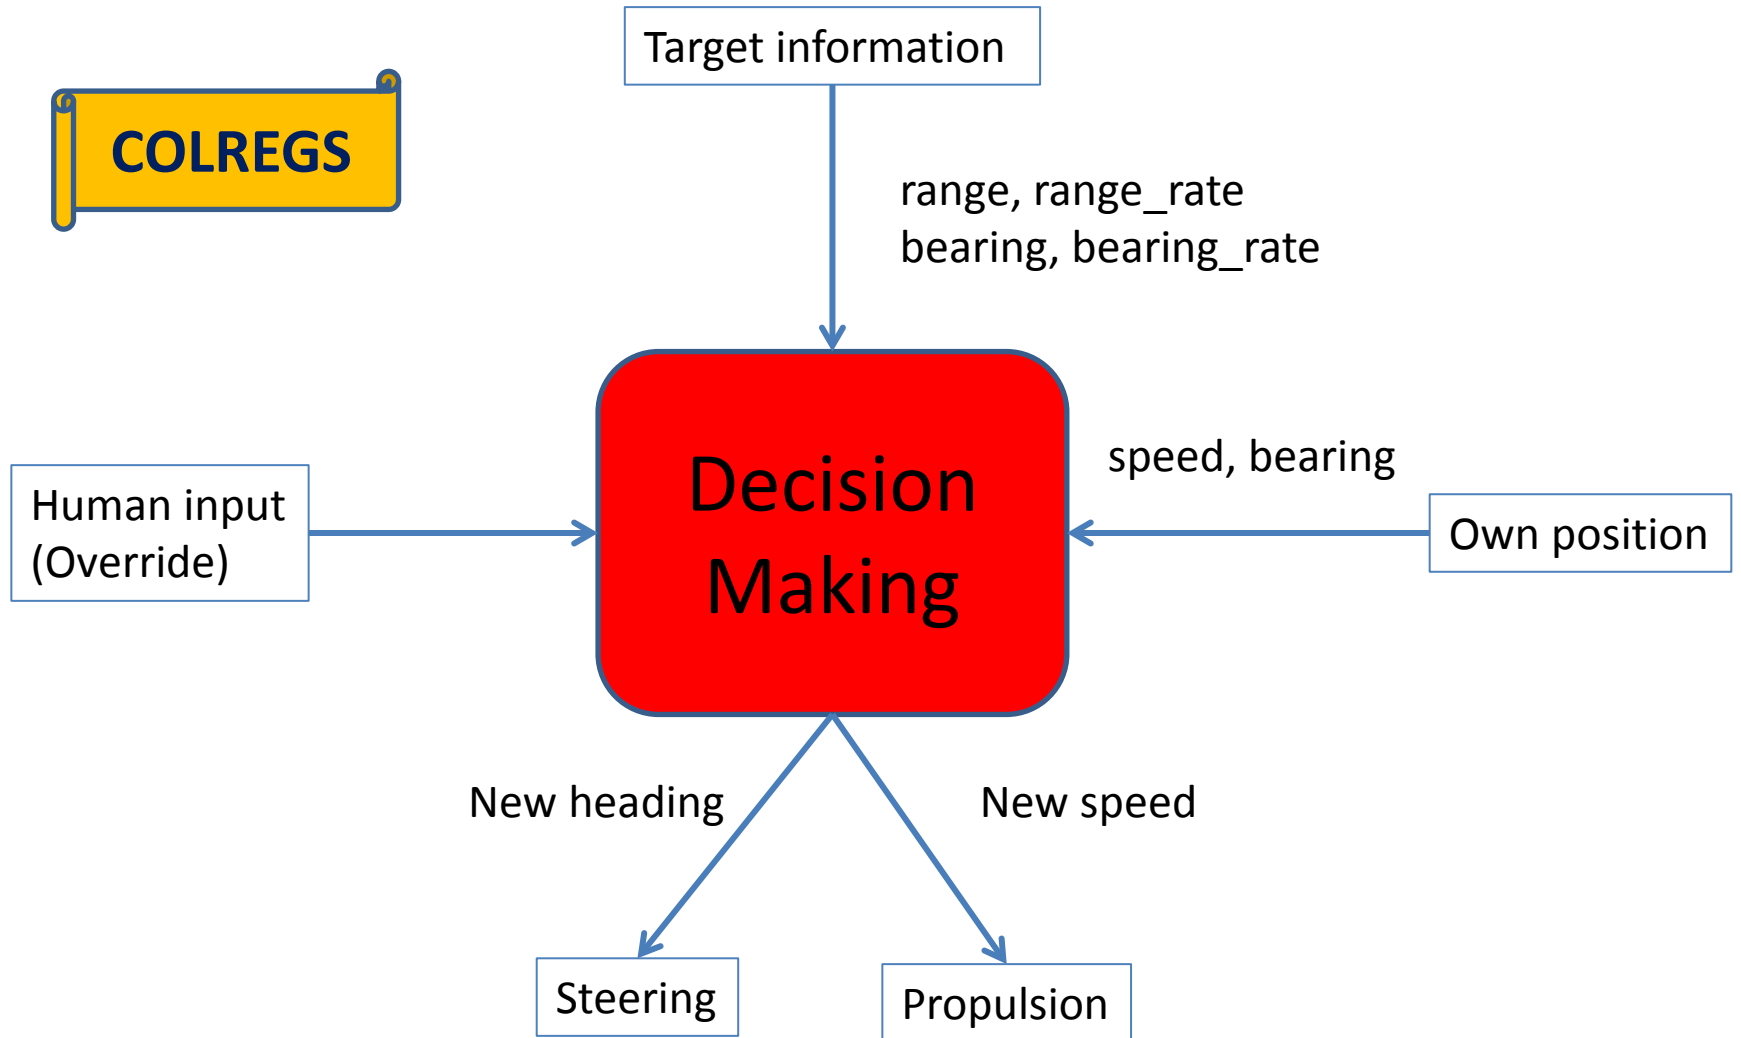 Target information
COLREGS
range, range_rate
bearing, bearing_rate
speed, bearing
Human input
(Override)
Decision
Making
Own position
New heading
New speed
Steering
Propulsion